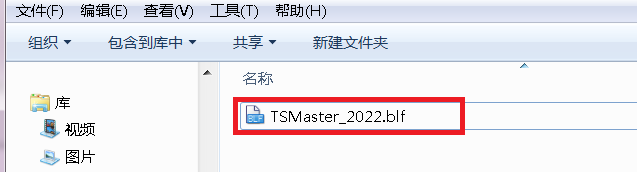 文件(F) 编辑(E) 查看(V) 工具(T) 帮助(H)
组织 包含到库中 共享 新建文件夹
名称
库
BLF TSMaster_2022.blf
视频
图片